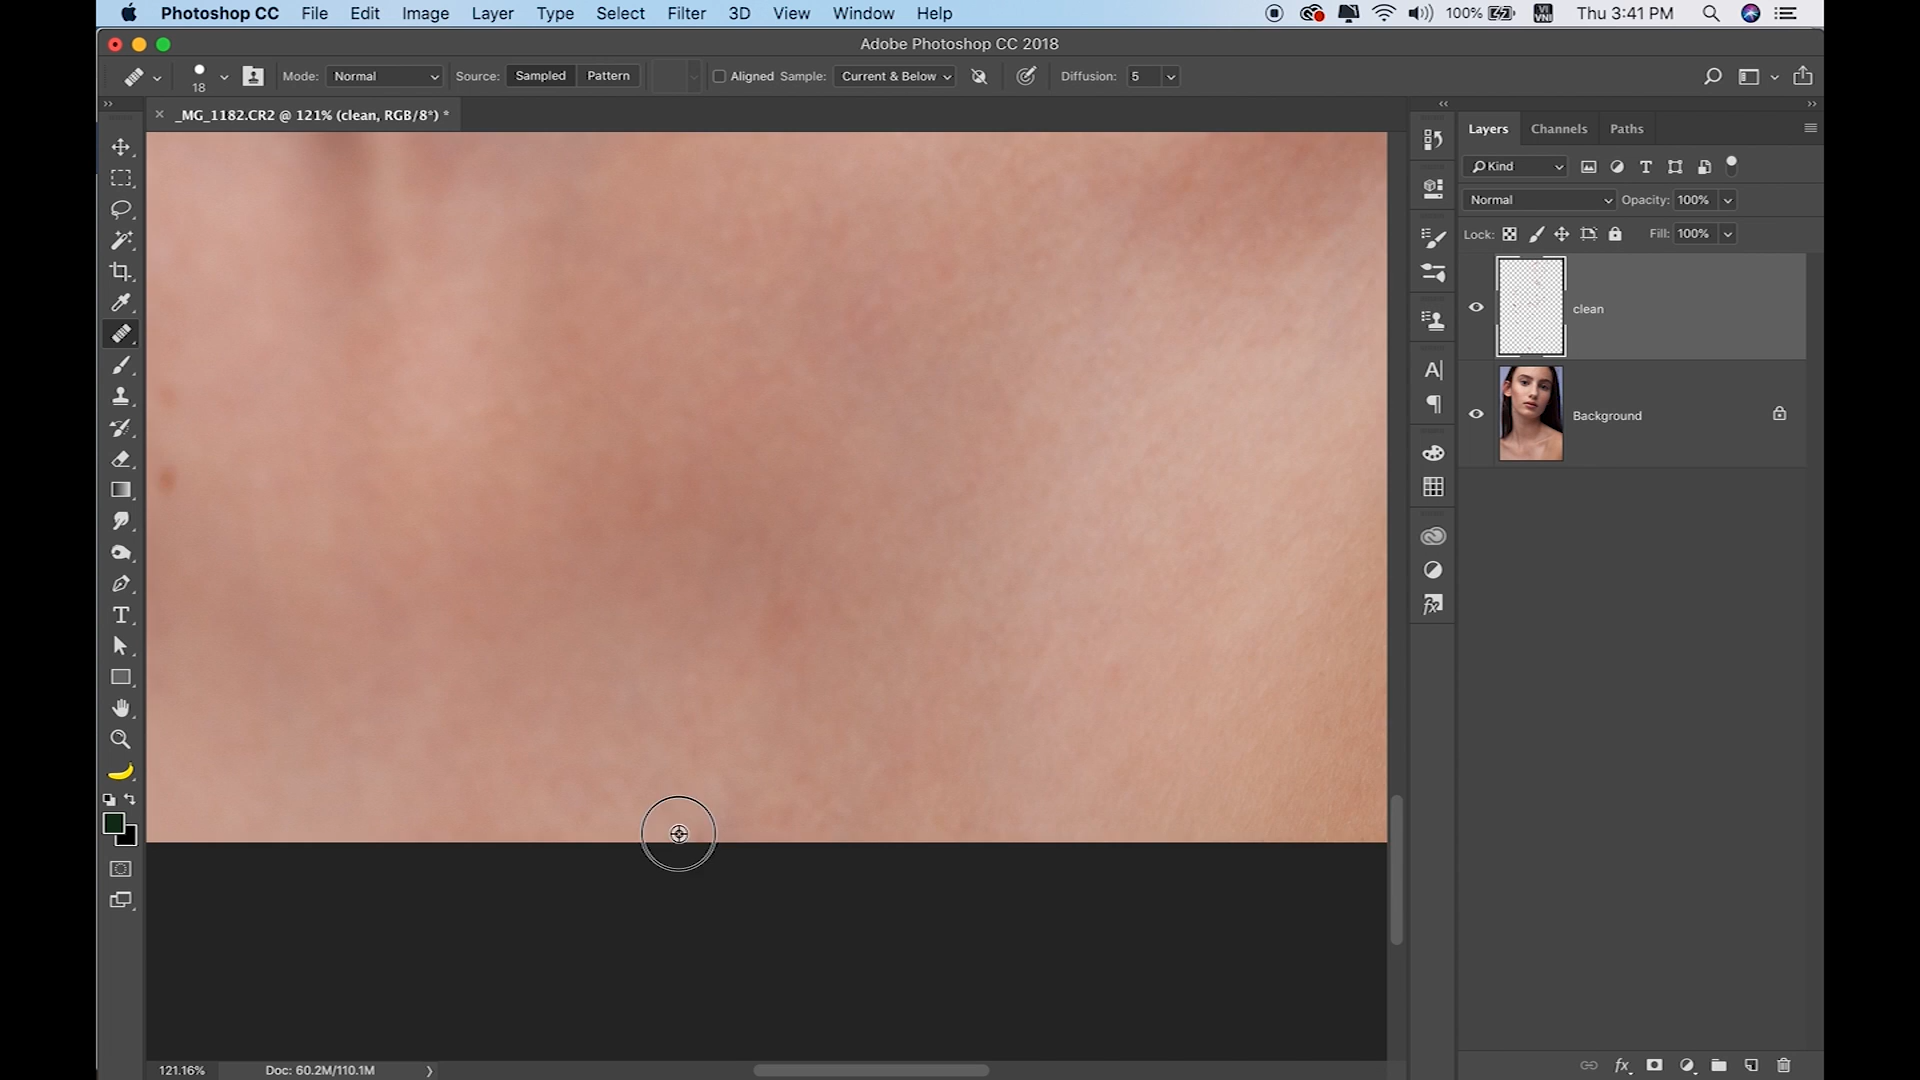 Photoshop CC File Edit Image Layer Type Select Filter 3D View Window Help 100% VI VNI Thu 3:41 PM
Adobe Photoshop CC 2018
18 Mode: Normal Source: Sampled Pattern Aligned Sample: Current & Below Diffusion: 5
× _MG_1182.CR2 @ 121% (clean, RGB/8*) *
Layers Channels Paths
Kind
Normal Opacity: 100%
Lock: Fill: 100%
clean
Background
121.16% Doc: 60.2M/110.1M